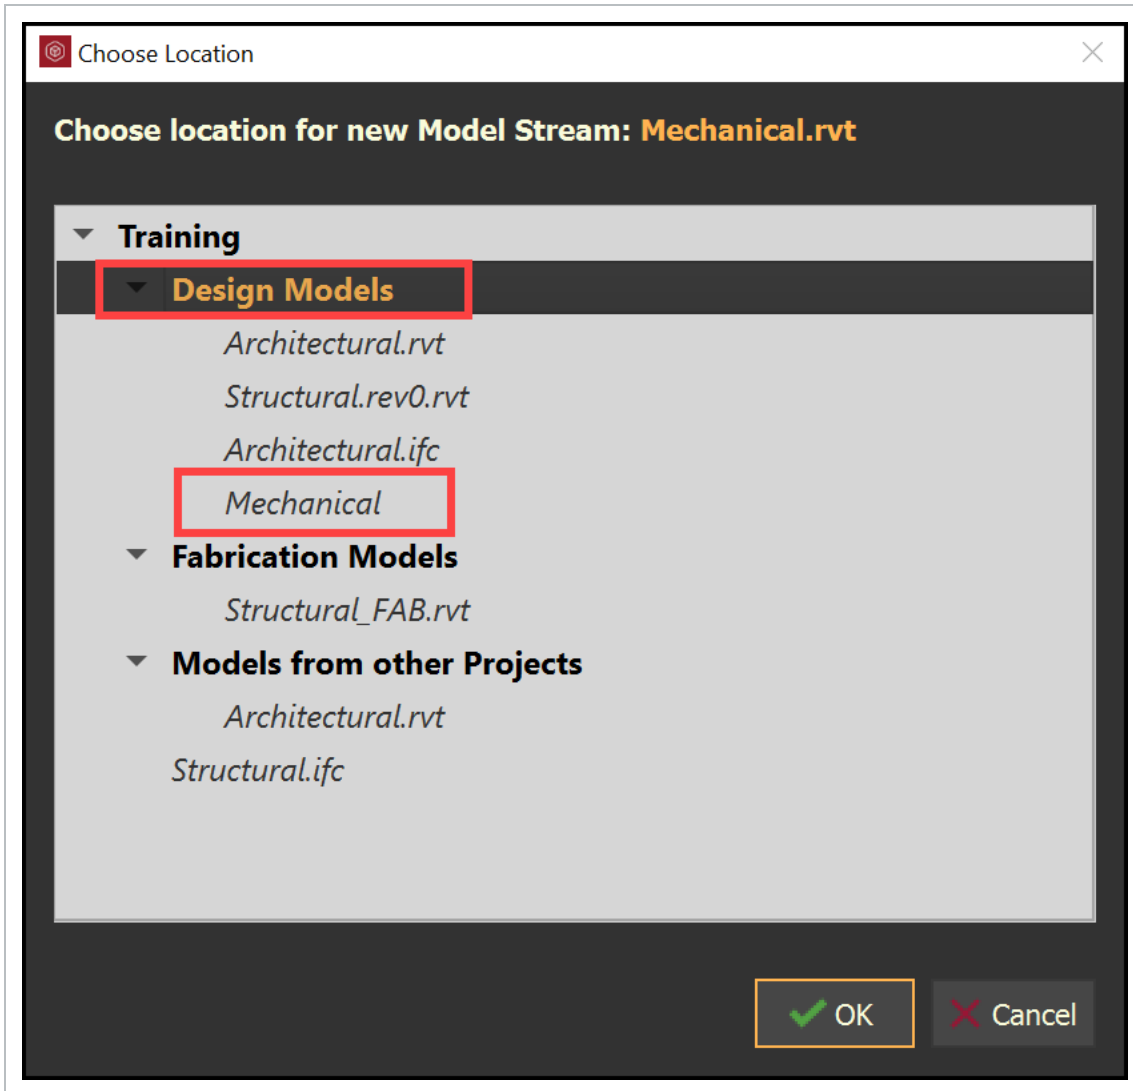 Choose Location
Choose location for new Model Stream: Mechanical.rvt
Training
Design Models
Architectural.rvt
Structural.rev0.rvt
Architectural.ifc
Mechanical
Fabrication Models
Structural_FAB.rvt
Models from other Projects
Architectural.rvt
Structural.ifc
OK
Cancel